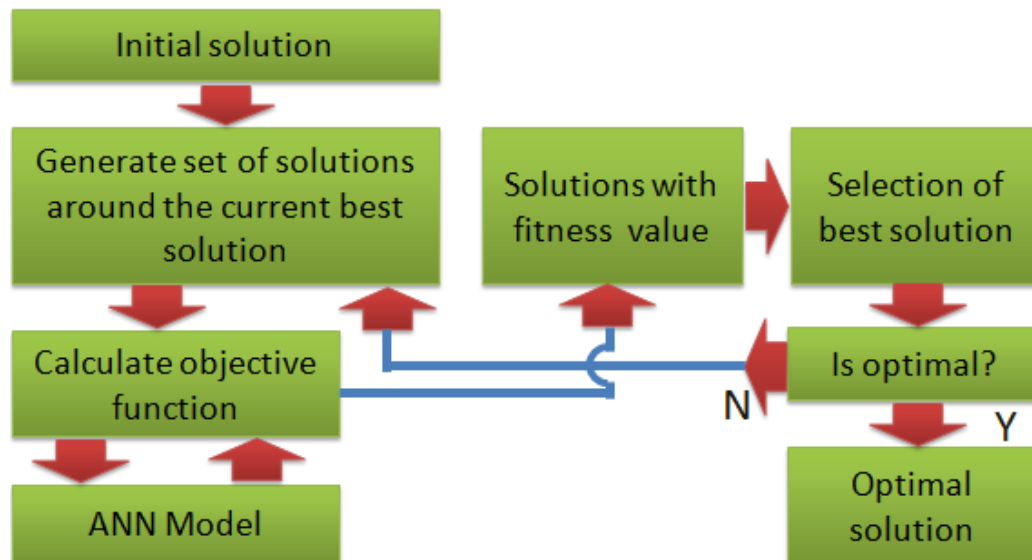 Initial solution
Generate set of solutions
around the current best
solution
Calculate objective
function
ANN Model
Solutions with
fitness value
Selection of
best solution
Is optimal?
N
Y
Optimal
solution